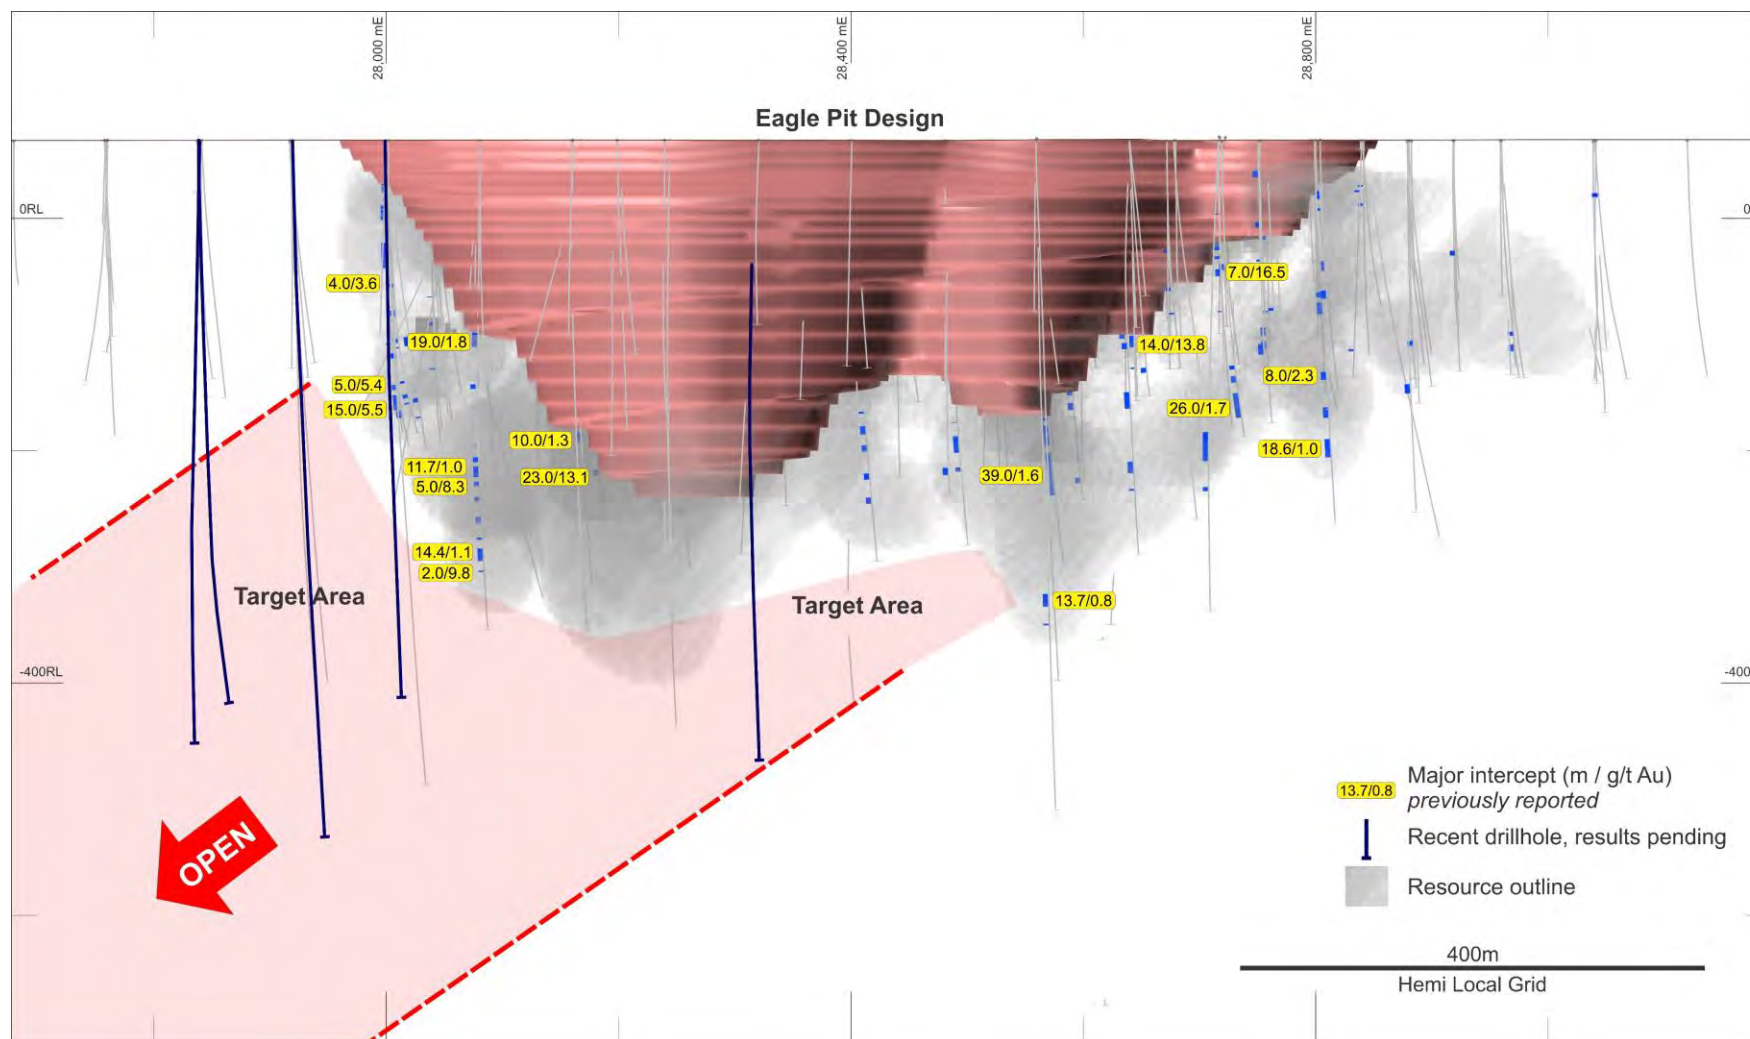 28,000 mE
28,400 mE
28,800 mE
Eagle Pit Design
0RL
0
4.0/3.6
7.0/16.5
19.0/1.8
14.0/13.8
5.0/5.4
8.0/2.3
15.0/5.5
26.0/1.7
10.0/1.3
18.6/1.0
11.7/1.0
23.0/13.1
39.0/1.6
5.0/8.3
14.4/1.1
2.0/9.8
Target Area
Target Area
13.7/0.8
-400RL
-400
OPEN
13.7/0.8
Major intercept (m / g/t Au)
previously reported
Recent drillhole, results pending
Resource outline
400m
Hemi Local Grid